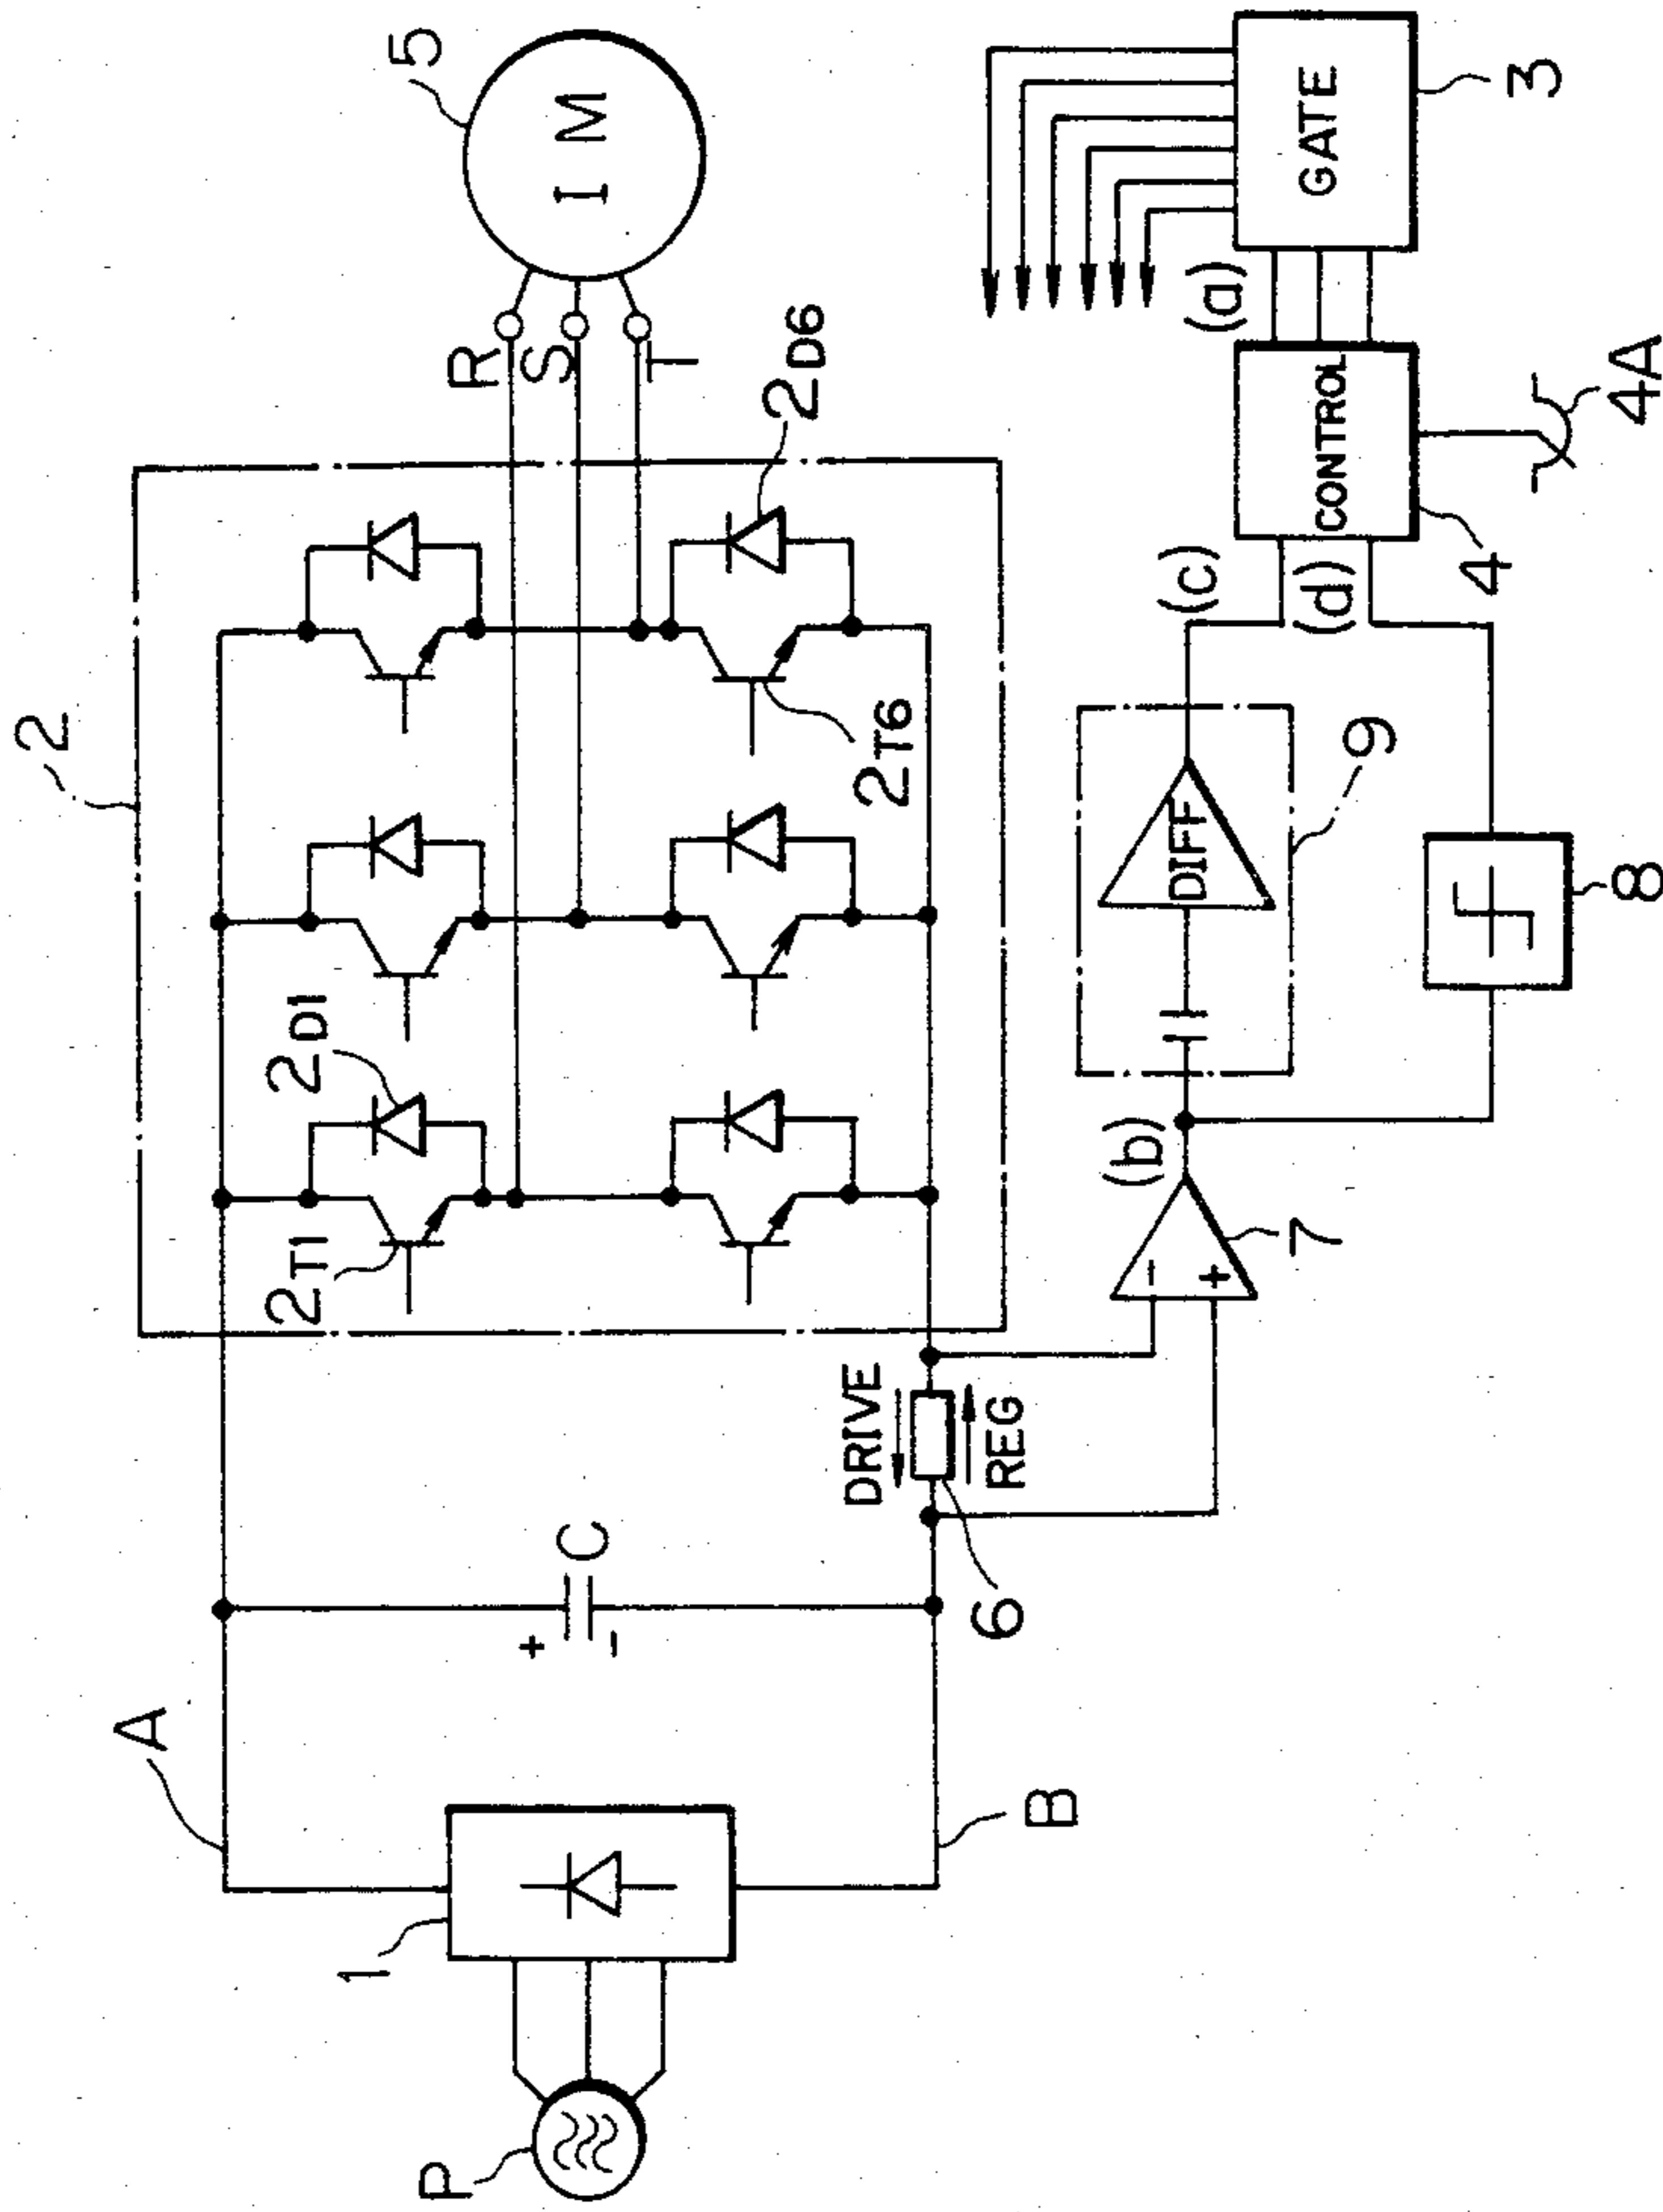 2
A
2D1
2T1
R
S
T
5
I M
2D6
2T6
1
P
+
-
C
DRIVE
REG
6
B
-
+
7
(b)
DIFF
9
8
(c)
(d)
CONTROL
4
4A
(a)
GATE
3